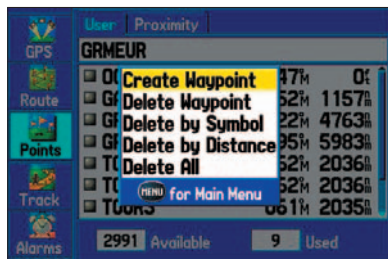 User Proximity
GPS
GRMEUR
Create Waypoint
Delete Waypoint
Delete by Symbol
Delete by Distance
Delete All
MENU for Main Menu
Route
1157
4763
Points
5983
2036
2036
Track
TOURS
2035
Alarms
2991 Available 9 Used